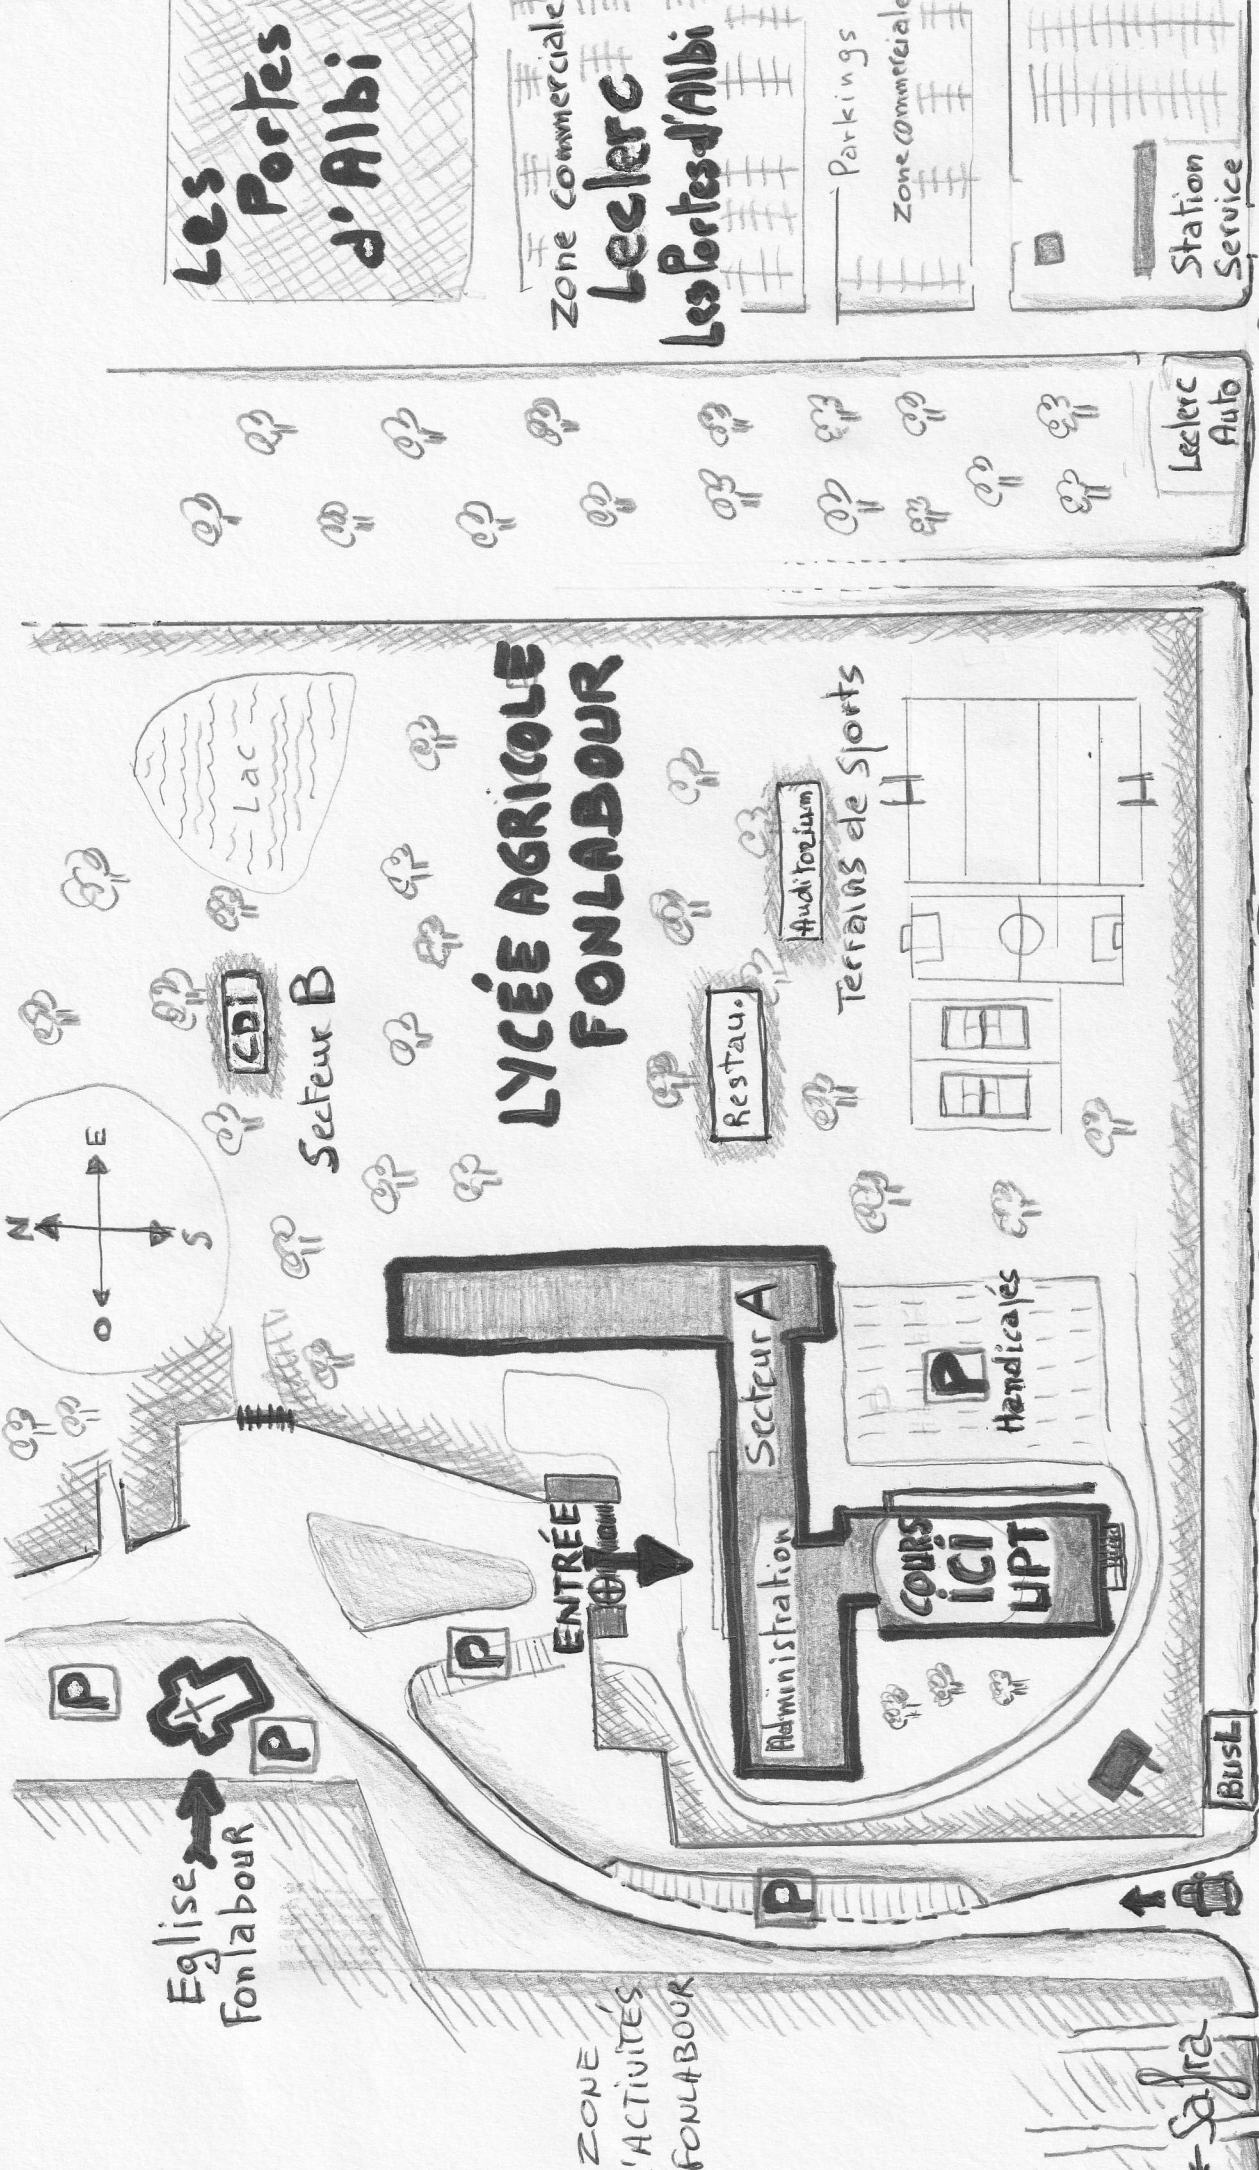 Les
Portes
d'Albi
Zone commerciale
Leclerc
Les Portes d'Albi
Parkings
Zone commerciale
Station
Service
Leclerc
Auto
Lac
CDI
Secteur B
LYCÉE AGRICOLE
FONLABOUR
Restau.
Auditorium
Terrains de Sports
N
E
S
O
Secteur A
Administration
P
Handicapés
COURS
ICI
UPT
ENTRÉE
P
P
P
P
Eglise
Fonlabour
Bus
ZONE
'ACTIVITÉS
FONLABOUR
Safra